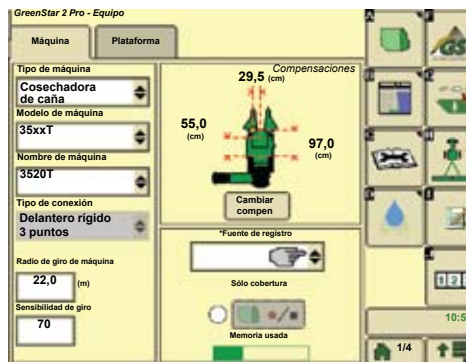 GreenStar 2 Pro - Equipo
Máquina
Plataforma
Tipo de máquina
Cosechadora
de caña
Modelo de máquina
35xxT
Nombre de máquina
3520T
Tipo de conexión
Delantero rígido
3 puntos
Radio de giro de máquina
22,0 (m)
Sensibilidad de giro
70
Compensaciones
29,5 (cm)
55,0
(cm)
97,0
(cm)
Cambiar
compen
*Fuente de registro
Sólo cobertura
Memoria usada
GS
10:5
1/4